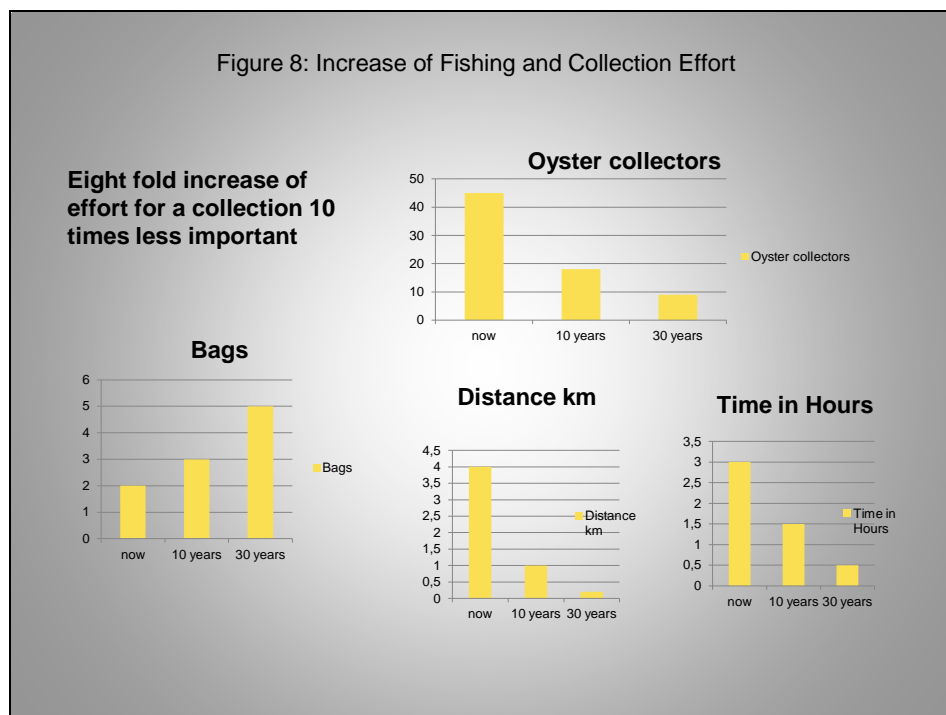 Figure 8: Increase of Fishing and Collection Effort
Eight fold increase of
effort for a collection 10
times less important
Oyster collectors
50
40
30
20
10
0
now 10 years 30 years
Oyster collectors
Bags
6
5
4
3
2
1
0
now 10 years 30 years
Bags
Distance km
4,5
4
3,5
3
2,5
2
1,5
1
0,5
0
now 10 years 30 years
Distance
km
Time in Hours
3,5
3
2,5
2
1,5
1
0,5
0
now 10 years 30 years
Time in
Hours